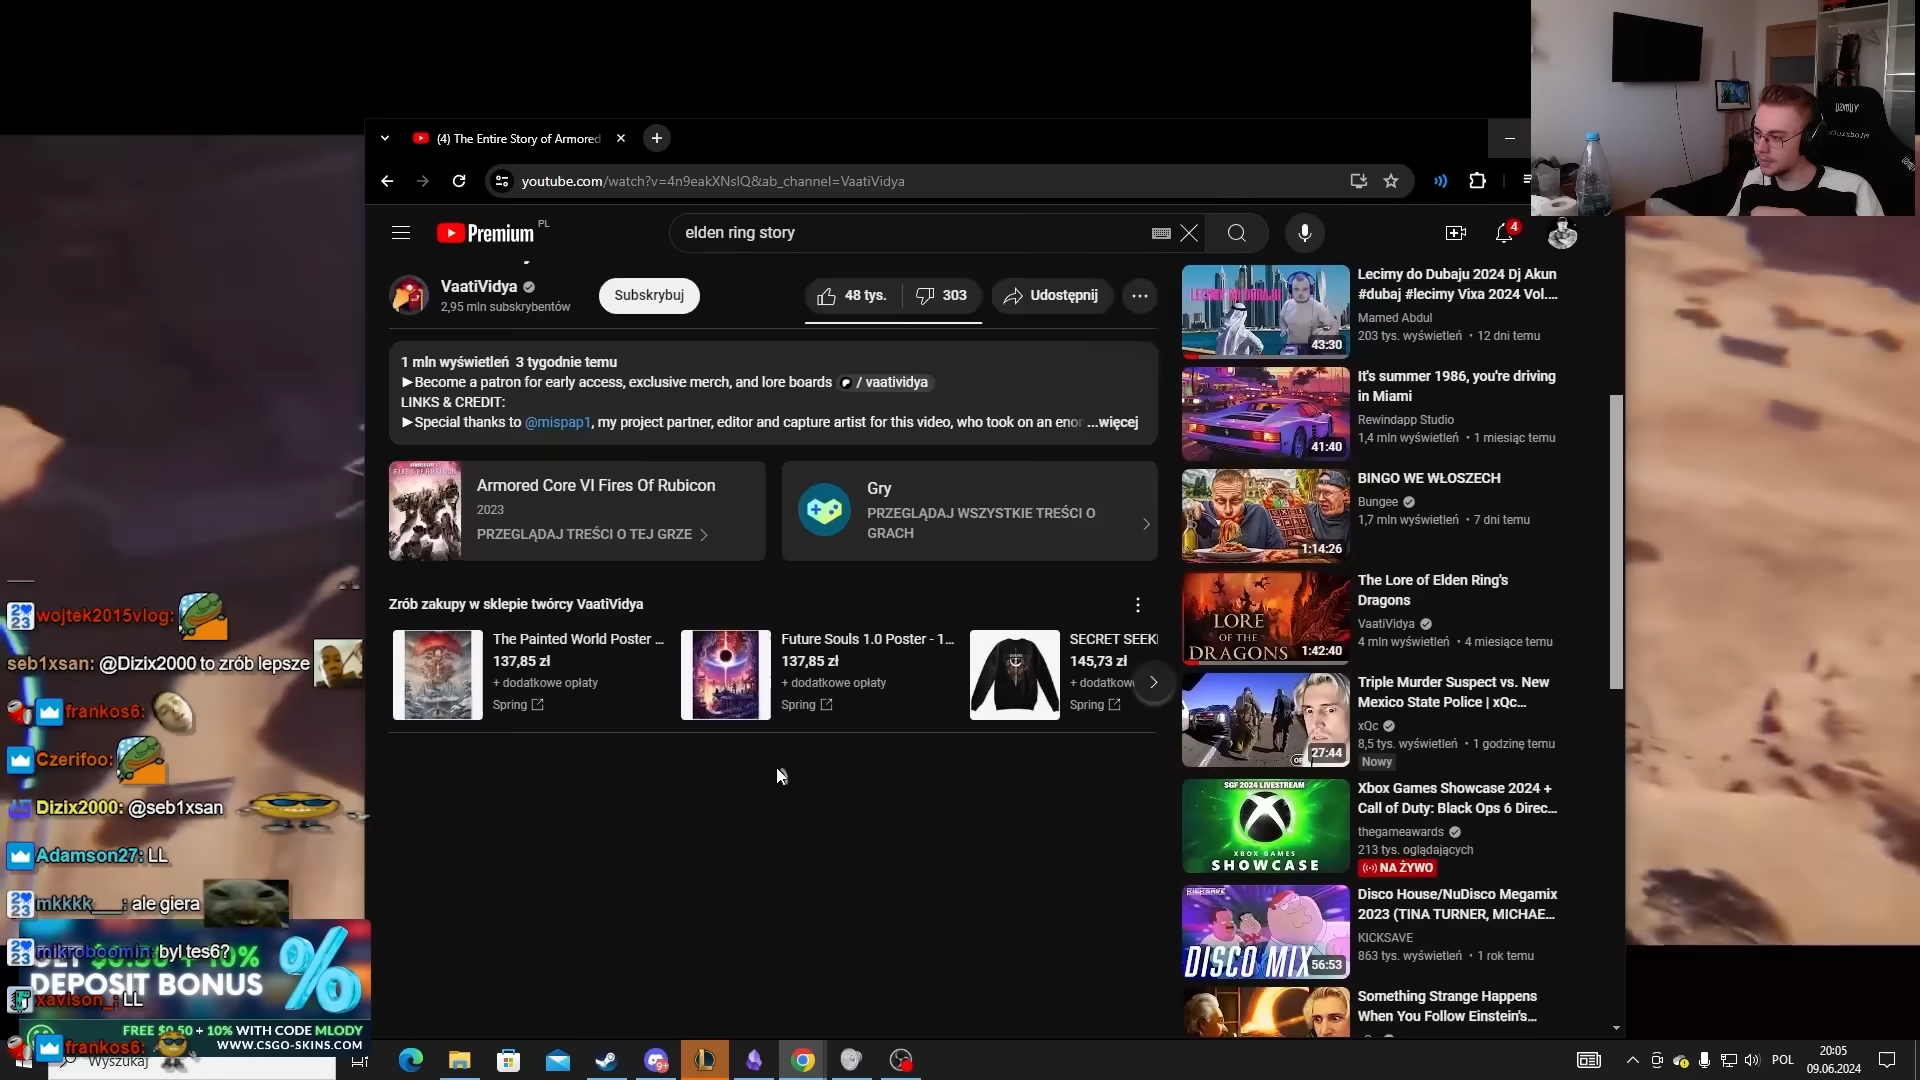 (4) The Entire Story of Armored
youtube.com/watch?v=4n9eakXNslQ&ab_channel=VaatiVidya
Premium PL
elden ring story
4
VaatiVidya
2,95 mln subskrybentów
Subskrybuj
48 tys.
303
Udostępnij
1 mln wyświetleń 3 tygodnie temu
►Become a patron for early access, exclusive merch, and lore boards / vaatividya
LINKS & CREDIT:
►Special thanks to @mispap1, my project partner, editor and capture artist for this video, who took on an enor ...więcej
FIRES OF RUBICON
Armored Core VI Fires Of Rubicon
2023
PRZEGLĄDAJ TREŚCI O TEJ GRZE
Gry
PRZEGLĄDAJ WSZYSTKIE TREŚCI O
GRACH
Zrób zakupy w sklepie twórcy VaatiVidya
The Painted World Poster ...
137,85 zł
+ dodatkowe opłaty
Spring
Future Souls 1.0 Poster - 1...
137,85 zł
+ dodatkowe opłaty
Spring
SECRET SEEK
145,73 zł
+ dodatkow
Spring
43:30
Lecimy do Dubaju 2024 Dj Akun
#dubaj #lecimy Vixa 2024 Vol....
Mamed Abdul
203 tys. wyświetleń • 12 dni temu
41:40
It's summer 1986, you're driving
in Miami
Rewindapp Studio
1,4 mln wyświetleń • 1 miesiąc temu
1:14:26
BINGO WE WŁOSZECH
Bungee
1,7 mln wyświetleń • 7 dni temu
LORE
OF THE
DRAGONS
1:42:40
The Lore of Elden Ring's
Dragons
VaatiVidya
4 mln wyświetleń • 4 miesiące temu
27:44
Triple Murder Suspect vs. New
Mexico State Police | xQc...
xQc
8,5 tys. wyświetleń • 1 godzinę temu
Nowy
SGF 2024 LIVESTREAM
XBOX GAMES
SHOWCASE
Xbox Games Showcase 2024 +
Call of Duty: Black Ops 6 Direc...
thegameawards
213 tys. oglądających
NA ŻYWO
KICKSAVE
DISCO MIX
56:53
Disco House/NuDisco Megamix
2023 (TINA TURNER, MICHAE...
KICKSAVE
863 tys. wyświetleń • 1 rok temu
Something Strange Happens
When You Follow Einstein's...
wojtek2015vlog:
seb1xsan: @Dizix2000 to zrób lepsze
frankos6:
Czerifoo:
Dizix2000: @seb1xsan
Adamson27: LL
mkkkk___: ale giera
mikroboomin: byl tes6?
xavison_: LL
frankos6:
DEPOSIT BONUS
FREE $0.50 + 10% WITH CODE MLODY
WWW.CSGO-SKINS.COM
Wyszukaj
9+
POL
20:05
09.06.2024